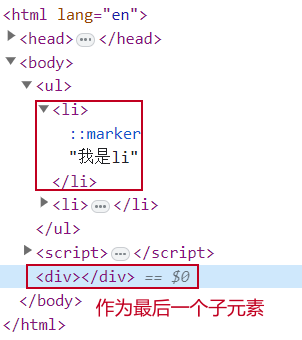 <html lang="en">
▶<head>⋯</head>
▼<body>
▼<ul>
▼<li>
::marker
"我是li"
</li>
▶<li>⋯</li>
</ul>
▶<script>⋯</script>
<div></div> == $0
</body>
作为最后一个子元素
</html>